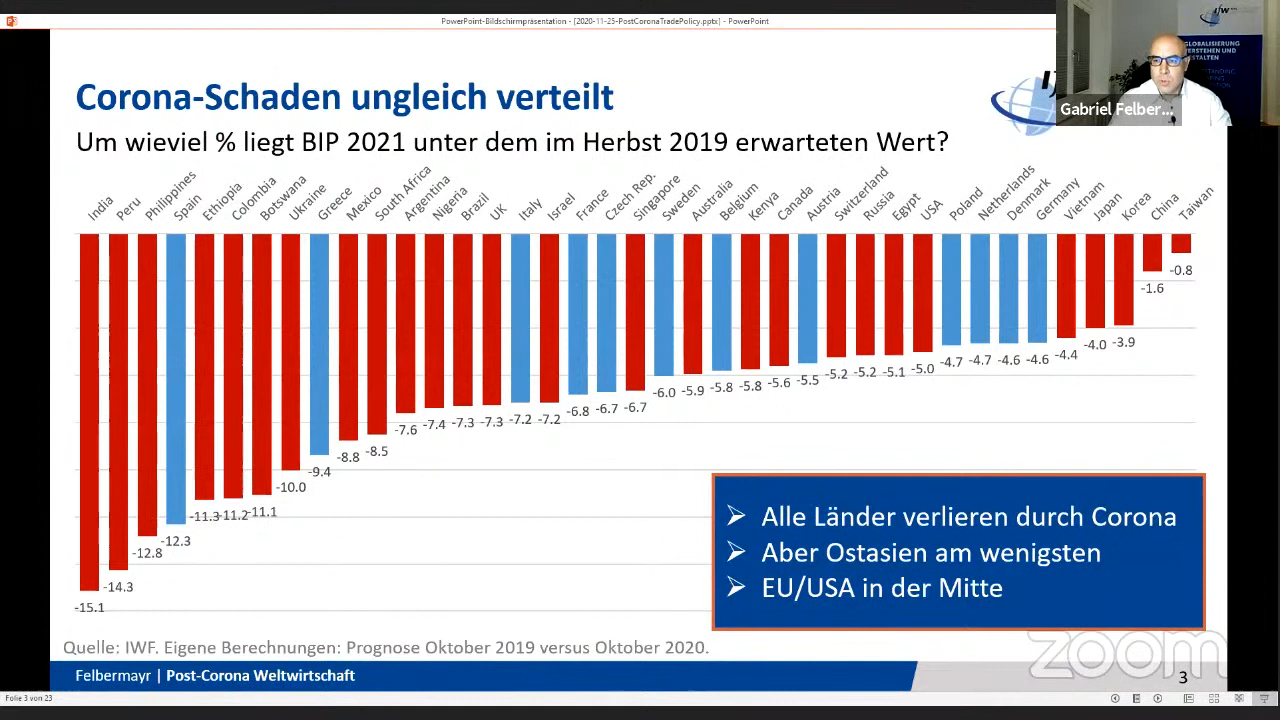 PowerPoint-Bildschirmpräsentation - [2020-11-25-PostCoronaTradePolicy.pptx] - PowerPoint
ifw
GLOBALISIERUNG
VERSTEHEN UND
GESTALTEN
Gabriel Felber...
Corona-Schaden ungleich verteilt
Um wieviel % liegt BIP 2021 unter dem im Herbst 2019 erwarteten Wert?
India Peru Philippines Spain Ethiopia Colombia Botswana Ukraine Greece Mexico South Africa Argentina Nigeria Brazil UK Italy Israel France Czech Rep. Singapore Sweden Australia Belgium Kenya Canada Austria Switzerland Russia Egypt USA Poland Netherlands Denmark Germany Vietnam Japan Korea China Taiwan
-15.1 -14.3 -12.8 -12.3 -11.3 -11.2 -11.1 -10.0 -9.4 -8.8 -8.5 -7.6 -7.4 -7.3 -7.3 -7.2 -7.2 -6.8 -6.7 -6.7 -6.0 -5.9 -5.8 -5.8 -5.6 -5.5 -5.2 -5.2 -5.1 -5.0 -4.7 -4.7 -4.6 -4.6 -4.4 -4.0 -3.9 -1.6 -0.8
Alle Länder verlieren durch Corona
Aber Ostasien am wenigsten
EU/USA in der Mitte
Quelle: IWF. Eigene Berechnungen: Prognose Oktober 2019 versus Oktober 2020.
zoom
Felbermayr | Post-Corona Weltwirtschaft
3
Folie 3 von 23